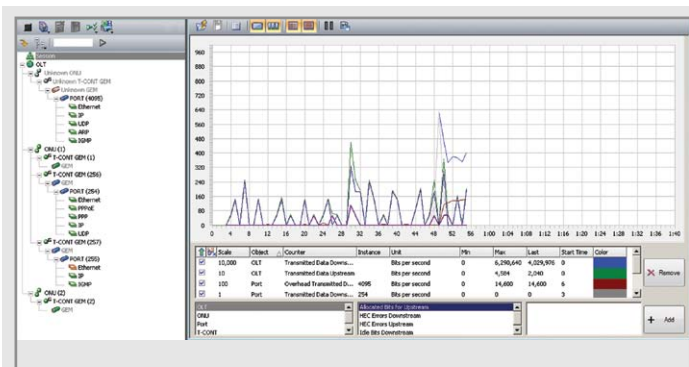 System
OLT
Unknown ONU
Unknown T-CONT GEM
Unknown GEM
PORT (4095)
Ethernet
IP
UDP
ARP
IGMP
ONU (1)
T-CONT GEM (1)
GEM
T-CONT GEM (256)
GEM
PORT (254)
Ethernet
PPPoE
PPP
IP
UDP
T-CONT GEM (257)
GEM
PORT (255)
Ethernet
IP
IGMP
ONU (2)
T-CONT GEM (2)
GEM
960
880
800
720
640
560
480
400
320
240
160
80
0
0 4 8 12 16 20 24 28 32 36 40 44 48 52 56 1:00 1:04 1:08 1:12 1:16 1:20 1:24 1:28 1:32 1:36 1:40
Scale Object Counter Instance Unit Min Max Last Start Time Color
10,000 OLT Transmitted Data Downs... Bits per second 0 6,290,640 4,029,976 0
10 OLT Transmitted Data Upstream Bits per second 0 4,584 2,040 0
100 Port Overhead Transmitted D... 4095 Bits per second 0 14,600 14,600 6
1 Port Transmitted Data Downs... 254 Bits per second 0 0 0 3
Remove
OLT
ONU
Port
T-CONT
Allocated Bits for Upstream
HEC Errors Downstream
HEC Errors Upstream
Idle Bits Downstream
Add